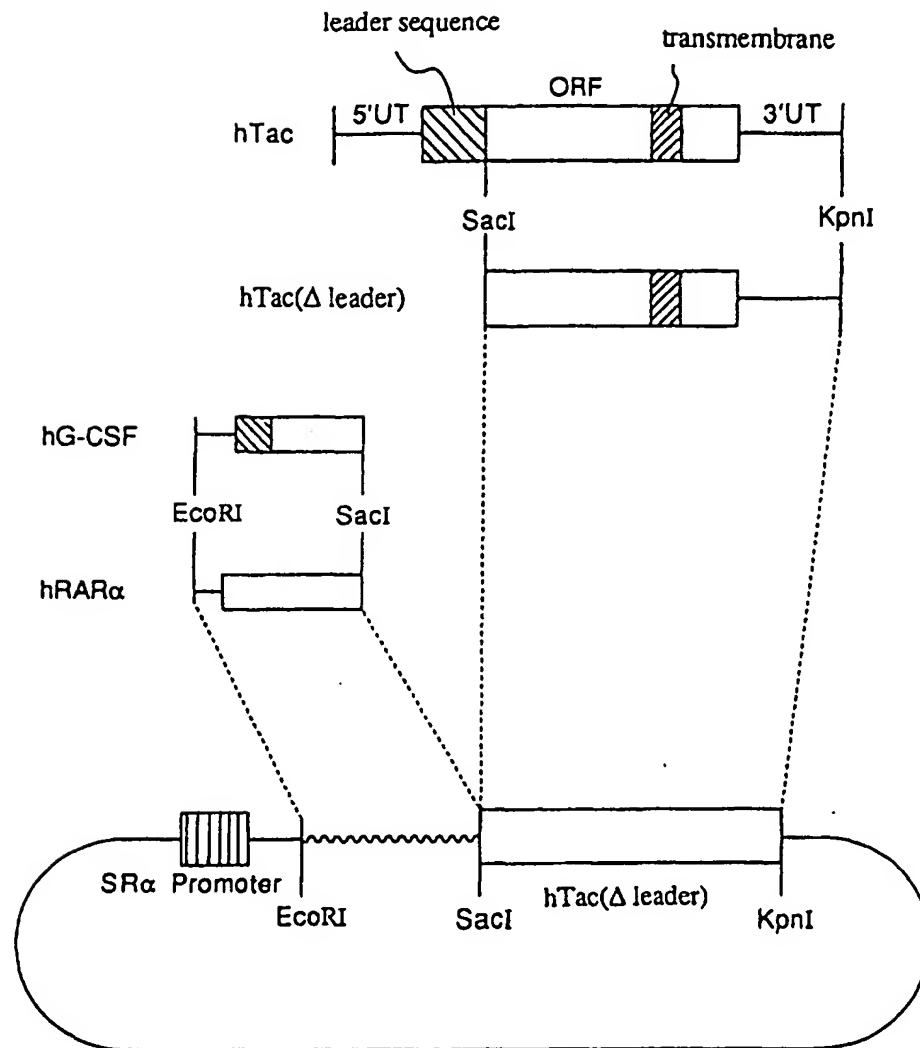 leader sequence
transmembrane
ORF
5'UT
3'UT
hTac
SacI
KpnI
hTac(Δ leader)
hG-CSF
EcoRI
SacI
hRARα
SRα Promoter
EcoRI
SacI
hTac(Δ leader)
KpnI